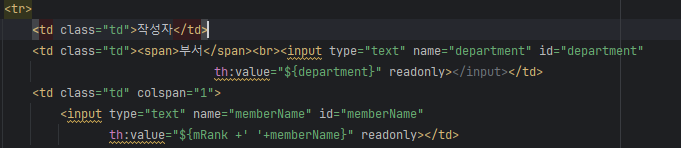 <tr>
<td class="td">작성자</td>
<td class="td"><span>부서</span><br><input type="text" name="department" id="department"
th:value="${department}" readonly></input></td>
<td class="td" colspan="1">
<input type="text" name="memberName" id="memberName"
th:value="${mRank +' '+memberName}" readonly></td>